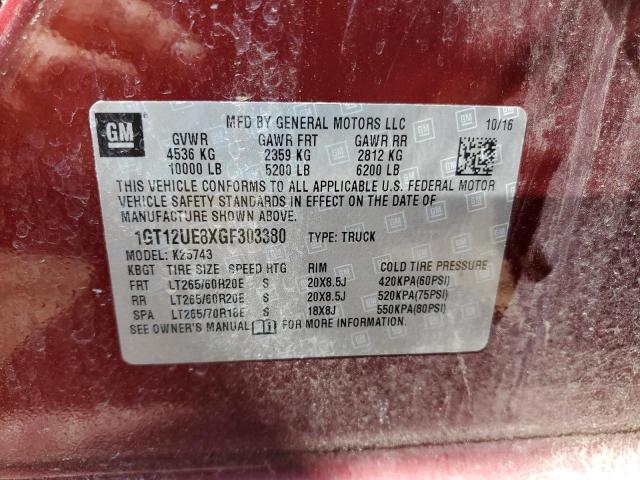 GM
MFD BY GENERAL MOTORS LLC 10/16
GVWR GAWR FRT GAWR RR
4536 KG 2359 KG 2812 KG
10000 LB 5200 LB 6200 LB
THIS VEHICLE CONFORMS TO ALL APPLICABLE U.S. FEDERAL MOTOR
VEHICLE SAFETY STANDARDS IN EFFECT ON THE DATE OF
MANUFACTURE SHOWN ABOVE.
1GT12UE8XGF303380 TYPE: TRUCK
MODEL: K25743
KBGT TIRE SIZE SPEED HTG RIM COLD TIRE PRESSURE
FRT LT265/60R20E S 20X8.5J 420KPA(60PSI)
RR LT265/60R20E S 20X8.5J 520KPA(75PSI)
SPA LT265/70R18E S 18X8J 550KPA(80PSI)
SEE OWNER'S MANUAL FOR MORE INFORMATION.